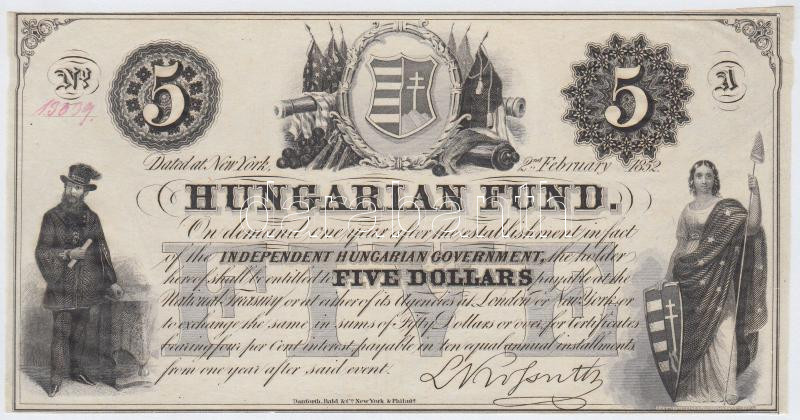 Nº 5 5 A
13009.
Dated at New York, 2nd February 1852
HUNGARIAN FUND.
On demand one year after the establishment in fact
of the INDEPENDENT HUNGARIAN GOVERNMENT, the holder
hereof shall be entitled to FIVE DOLLARS payable at the
National Treasury or at either of its Agencies at London or New York or
to exchange the same in sums of Fifty Dollars or over, for Certificates
bearing four per Cent Interest payable in ten equal annual installments
from one year after said event.
FIVE
L Kossuth
Danforth, Bald & Co. New York & Philada.
darabanth